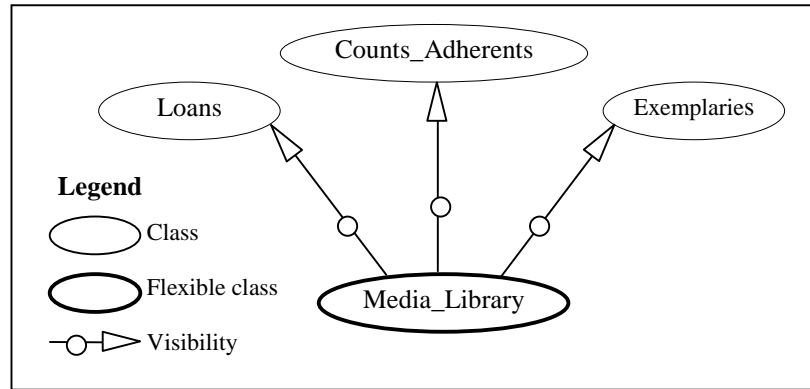 Counts_Adherents
Loans
Exemplaries
Legend
Class
Flexible class
Visibility
Media_Library